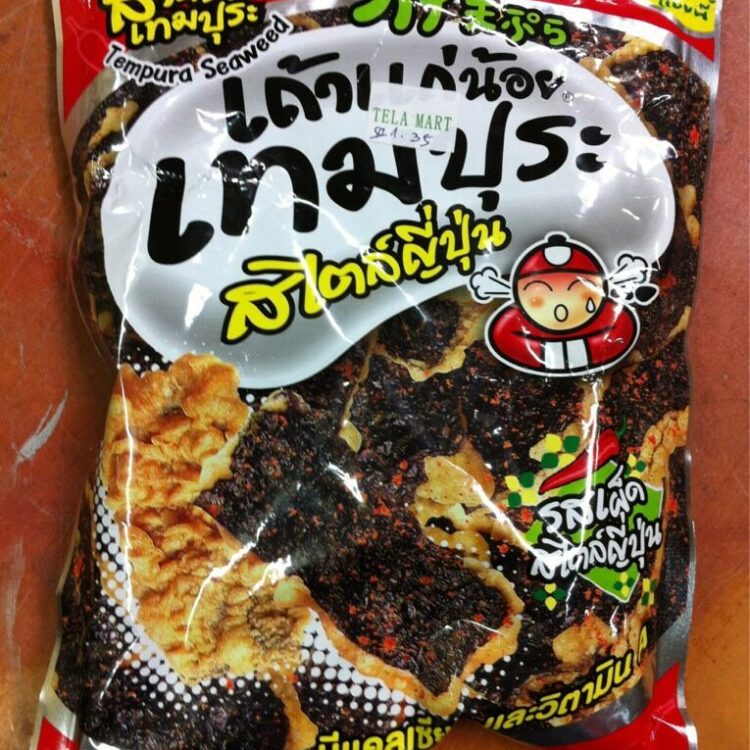 เทมปุระ
Tempura Seaweed
เถ้าแก่น้อย®
เทมปุระ
TELA MART
$1.35
สไตล์ญี่ปุ่น
รสเผ็ด
สไตล์ญี่ปุ่น
และวิตามิน A